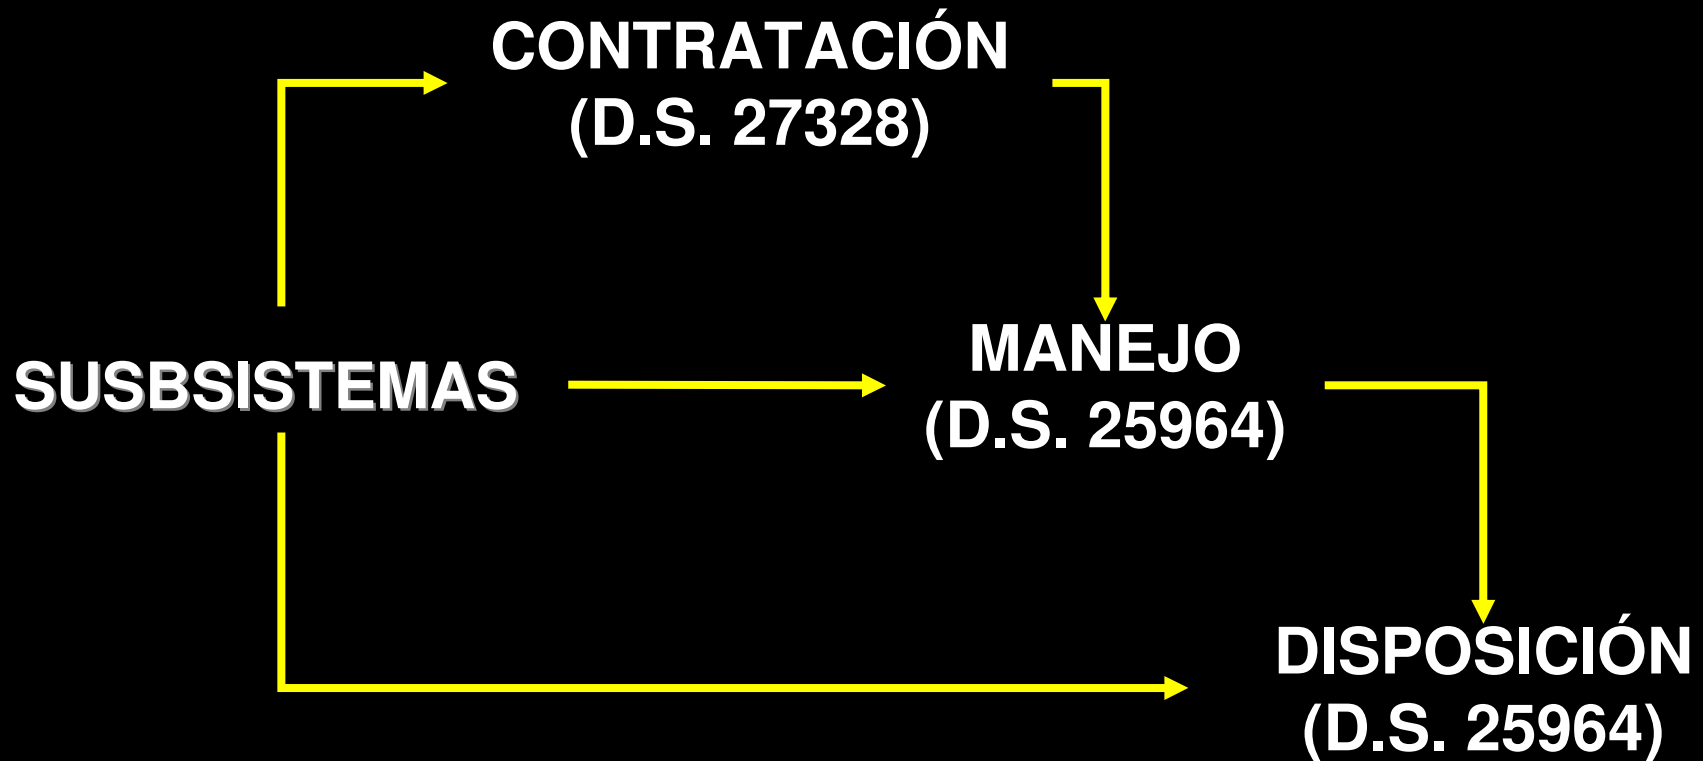 CONTRATACIÓN
(D.S. 27328)
SUSBSISTEMAS
MANEJO
(D.S. 25964)
DISPOSICIÓN
(D.S. 25964)